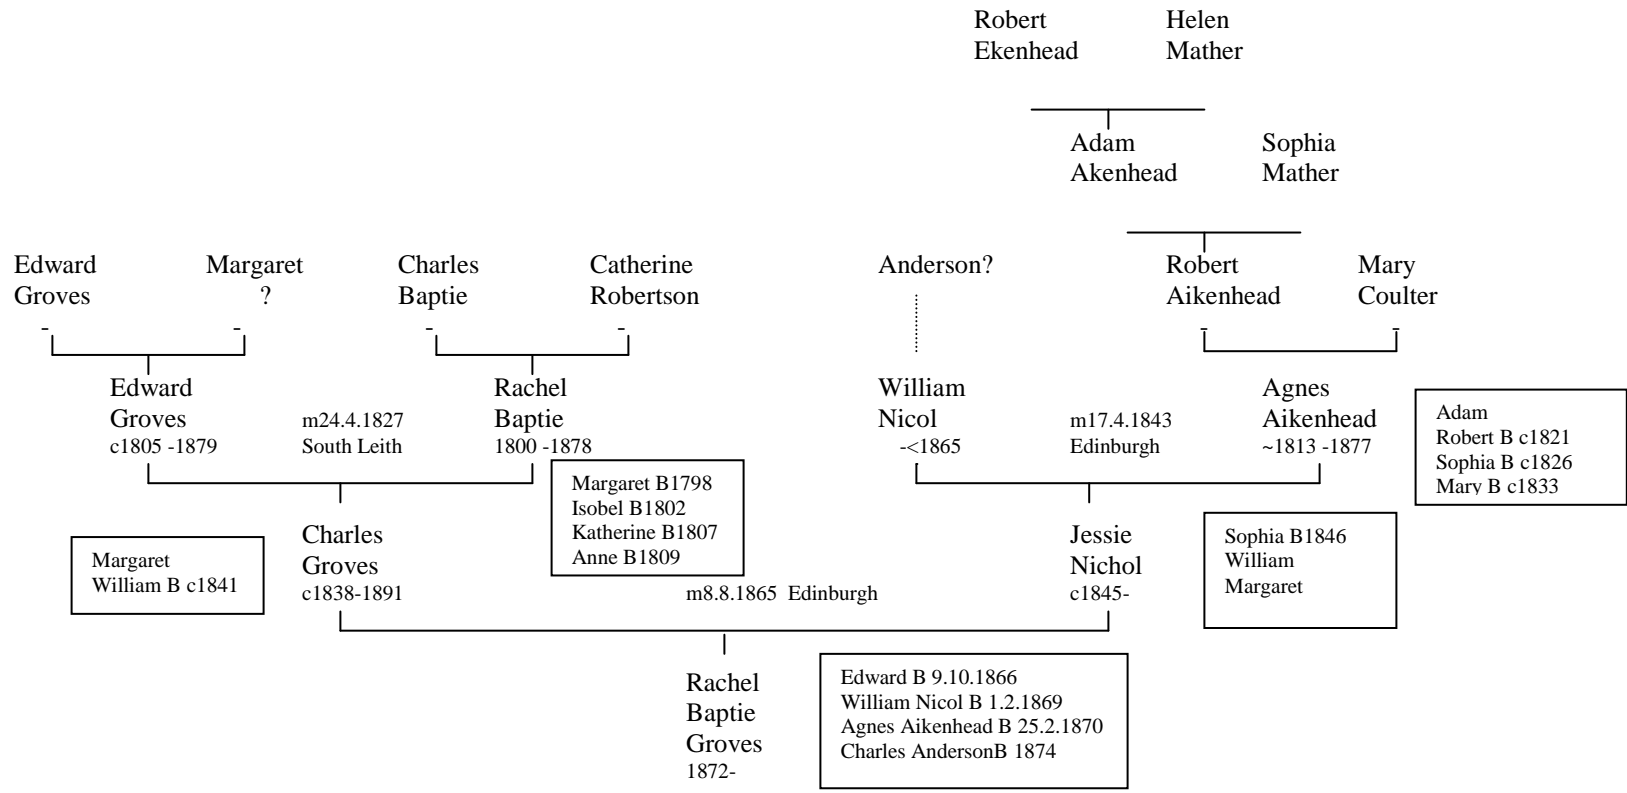 Robert
Ekenhead
Helen
Mather
Adam
Akenhead
Sophia
Mather
Edward
Groves
Margaret
?
Charles
Baptie
Catherine
Robertson
Anderson?
Robert
Aikenhead
Mary
Coulter
Edward
Groves
c1805 -1879
m24.4.1827
South Leith
Rachel
Baptie
1800 -1878
William
Nicol
-<1865
m17.4.1843
Edinburgh
Agnes
Aikenhead
~1813 -1877
Adam
Robert B c1821
Sophia B c1826
Mary B c1833
Margaret B1798
Isobel B1802
Katherine B1807
Anne B1809
Margaret
William B c1841
Charles
Groves
c1838-1891
m8.8.1865  Edinburgh
Jessie
Nichol
c1845-
Sophia B1846
William
Margaret
Rachel
Baptie
Groves
1872-
Edward B 9.10.1866
William Nicol B 1.2.1869
Agnes Aikenhead B 25.2.1870
Charles AndersonB 1874